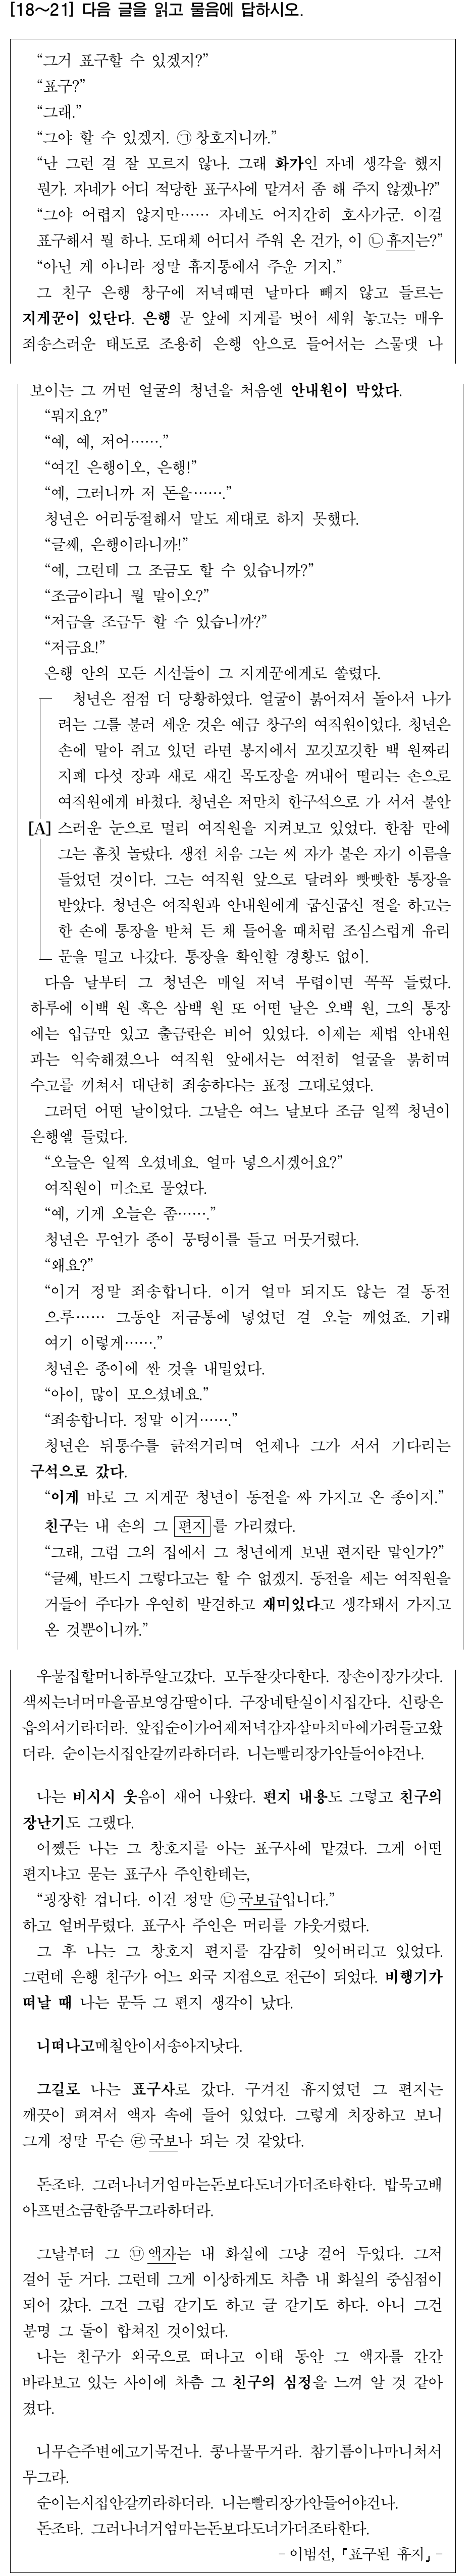 [18~21] 다음 글을 읽고 물음에 답하시오.
“그거 표구할 수 있겠지?”
“표구?”
“그래.”
“그야 할 수 있겠지. ㉠창호지니까.”
“난 그런 걸 잘 모르지 않나. 그래 화가인 자네 생각을 했지
뭔가. 자네가 어디 적당한 표구사에 맡겨서 좀 해 주지 않겠나?”
“그야 어렵지 않지만…… 자네도 어지간히 호사가군. 이걸
표구해서 뭘 하나. 도대체 어디서 주워 온 건가, 이 ㉡휴지는?”
“아닌 게 아니라 정말 휴지통에서 주운 거지.”
그 친구 은행 창구에 저녁때면 날마다 빼지 않고 들르는
지게꾼이 있단다. 은행 문 앞에 지게를 벗어 세워 놓고는 매우
죄송스러운 태도로 조용히 은행 안으로 들어서는 스물댓 나
보이는 그 꺼먼 얼굴의 청년을 처음엔 안내원이 막았다.
“뭐지요?”
“예, 예, 저어…….”
“여긴 은행이오, 은행!”
“예, 그러니까 저 돈을…….”
청년은 어리둥절해서 말도 제대로 하지 못했다.
“글쎄, 은행이라니까!”
“예, 그런데 그 조금도 할 수 있습니까?”
“조금이라니 뭘 말이오?”
“저금을 조금두 할 수 있습니까?”
“저금요!”
은행 안의 모든 시선들이 그 지게꾼에게로 쏠렸다.
청년은 점점 더 당황하였다. 얼굴이 붉어져서 돌아서 나가
려는 그를 불러 세운 것은 예금 창구의 여직원이었다. 청년은
손에 말아 쥐고 있던 라면 봉지에서 꼬깃꼬깃한 백 원짜리
지폐 다섯 장과 새로 새긴 목도장을 꺼내어 떨리는 손으로
여직원에게 바쳤다. 청년은 저만치 한구석으로 가 서서 불안
[A] 스러운 눈으로 멀리 여직원을 지켜보고 있었다. 한참 만에
그는 흠칫 놀랐다. 생전 처음 그는 씨 자가 붙은 자기 이름을
들었던 것이다. 그는 여직원 앞으로 달려와 빳빳한 통장을
받았다. 청년은 여직원과 안내원에게 굽신굽신 절을 하고는
한 손에 통장을 받쳐 든 채 들어올 때처럼 조심스럽게 유리
문을 밀고 나갔다. 통장을 확인할 경황도 없이.
다음 날부터 그 청년은 매일 저녁 무렵이면 꼭꼭 들렀다.
하루에 이백 원 혹은 삼백 원 또 어떤 날은 오백 원, 그의 통장
에는 입금만 있고 출금란은 비어 있었다. 이제는 제법 안내원
과는 익숙해졌으나 여직원 앞에서는 여전히 얼굴을 붉히며
수고를 끼쳐서 대단히 죄송하다는 표정 그대로였다.
그러던 어떤 날이었다. 그날은 여느 날보다 조금 일찍 청년이
은행엘 들렀다.
“오늘은 일찍 오셨네요. 얼마 넣으시겠어요?”
여직원이 미소로 물었다.
“예, 기게 오늘은 좀…….”
청년은 무언가 종이 뭉텅이를 들고 머뭇거렸다.
“왜요?”
“이거 정말 죄송합니다. 이거 얼마 되지도 않는 걸 동전
으루…… 그동안 저금통에 넣었던 걸 오늘 깨었죠. 기래
여기 이렇게…….”
청년은 종이에 싼 것을 내밀었다.
“아이, 많이 모으셨네요.”
“죄송합니다. 정말 이거…….”
청년은 뒤통수를 긁적거리며 언제나 그가 서서 기다리는
구석으로 갔다.
“이게 바로 그 지게꾼 청년이 동전을 싸 가지고 온 종이지.”
친구는 내 손의 그 편지를 가리켰다.
“그래, 그럼 그의 집에서 그 청년에게 보낸 편지란 말인가?”
“글쎄, 반드시 그렇다고는 할 수 없겠지. 동전을 세는 여직원을
거들어 주다가 우연히 발견하고 재미있다고 생각돼서 가지고
온 것뿐이니까.”
우물집할머니하루알고갔다. 모두잘갓다한다. 장손이장가갓다.
색씨는너머마을곰보영감딸이다. 구장네탄실이시집간다. 신랑은
읍의서기라더라. 앞집순이가어제저녁감자살마치마에가려들고왔
더라. 순이는시집안갈끼라하더라. 니는빨리장가안들어야건나.
나는 비시시 웃음이 새어 나왔다. 편지 내용도 그렇고 친구의
장난기도 그랬다.
어쨌든 나는 그 창호지를 아는 표구사에 맡겼다. 그게 어떤
편지냐고 묻는 표구사 주인한테는,
“굉장한 겁니다. 이건 정말 ㉢국보급입니다.”
하고 얼버무렸다. 표구사 주인은 머리를 갸웃거렸다.
그 후 나는 그 창호지 편지를 감감히 잊어버리고 있었다.
그런데 은행 친구가 어느 외국 지점으로 전근이 되었다. 비행기가
떠날 때 나는 문득 그 편지 생각이 났다.
니떠나고메칠안이서송아지낫다.
그길로 나는 표구사로 갔다. 구겨진 휴지였던 그 편지는
깨끗이 펴져서 액자 속에 들어 있었다. 그렇게 치장하고 보니
그게 정말 무슨 ㉣국보나 되는 것 같았다.
돈조타. 그러나너거엄마는돈보다도너가더조타한다. 밥묵고배
아프면소금한줌무그라하더라.
그날부터 그 ㉤액자는 내 화실에 그냥 걸어 두었다. 그저
걸어 둔 거다. 그런데 그게 이상하게도 차츰 내 화실의 중심점이
되어 갔다. 그건 그림 같기도 하고 글 같기도 하다. 아니 그건
분명 그 둘이 합쳐진 것이었다.
나는 친구가 외국으로 떠나고 이태 동안 그 액자를 간간
바라보고 있는 사이에 차츰 그 친구의 심정을 느껴 알 것 같아
졌다.
니무슨주변에고기묵건나. 콩나물무거라. 참기름이나마니처서
무그라.
순이는시집안갈끼라하더라. 니는빨리장가안들어야건나.
돈조타. 그러나너거엄마는돈보다도너가더조타한다.
- 이범선, 「표구된 휴지」 -